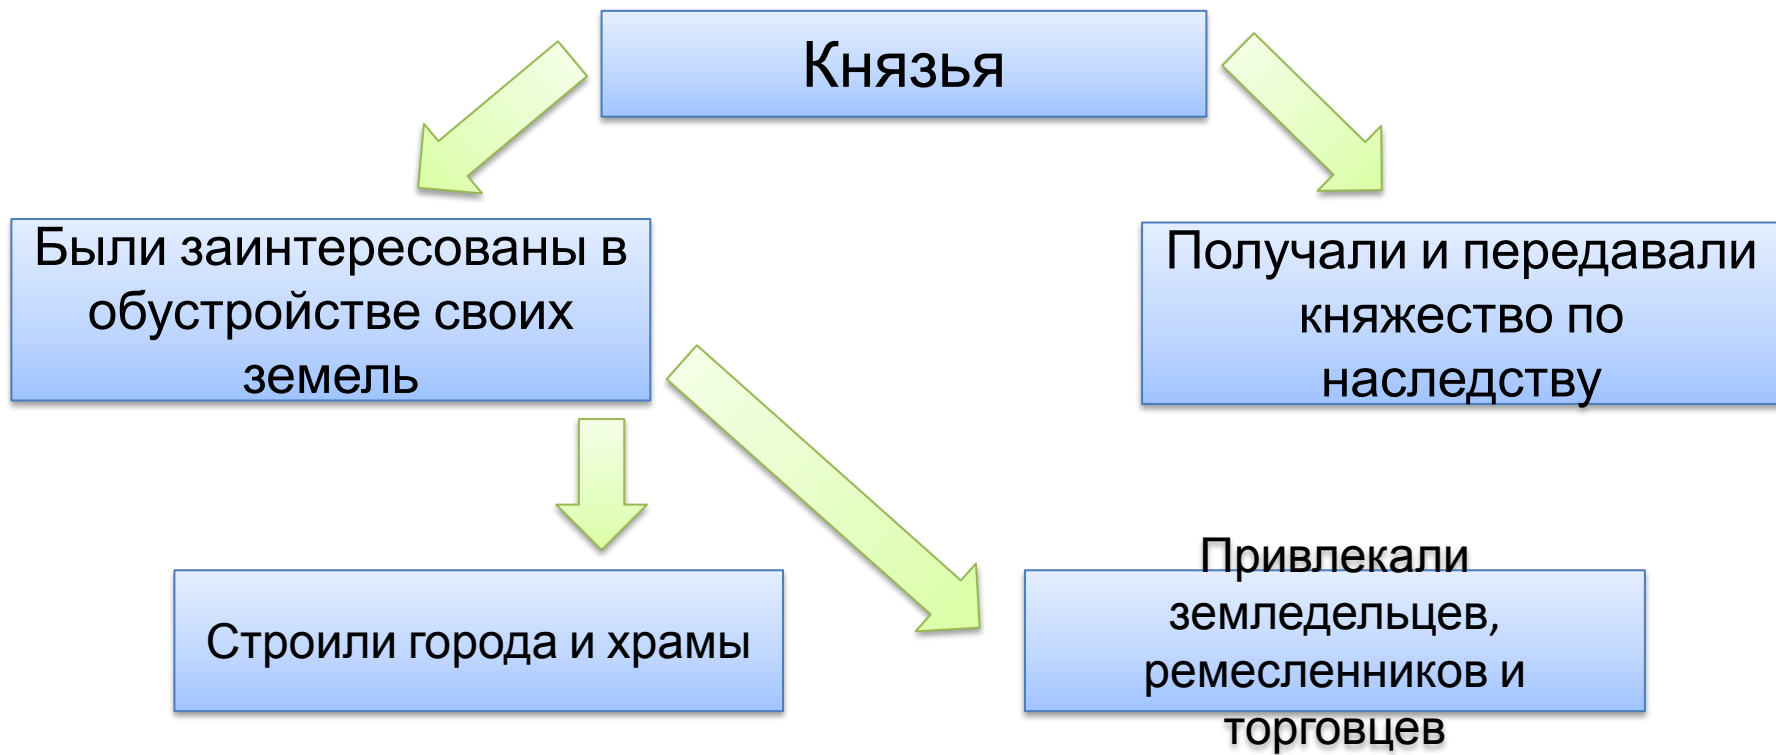 Князья
Были заинтересованы в
обустройстве своих
земель
Получали и передавали
княжество по
наследству
Строили города и храмы
Привлекали
земледельцев,
ремесленников и
торговцев